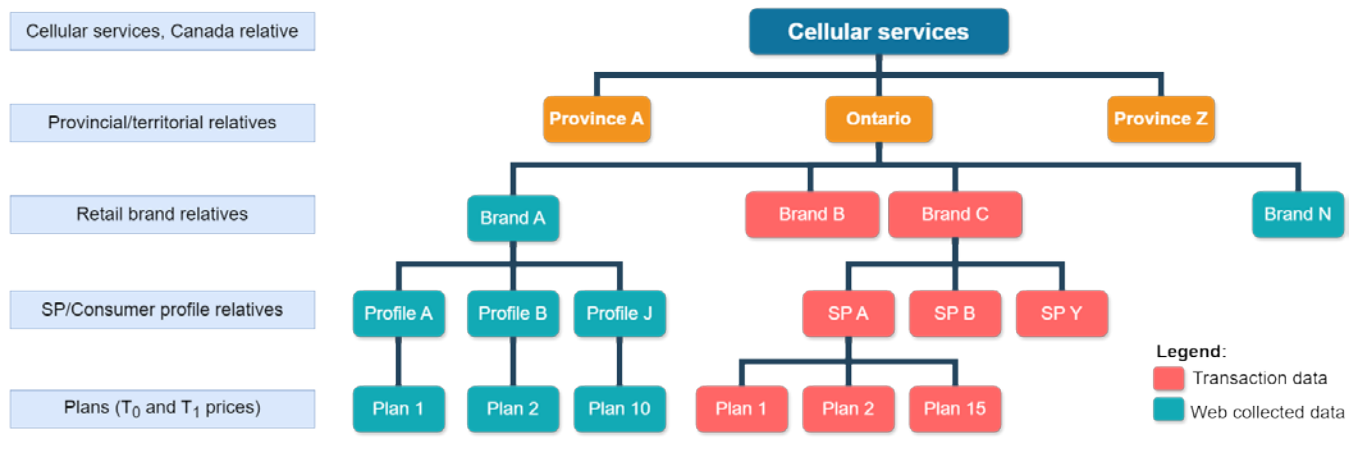 Cellular services, Canada relative
Cellular services
Provincial/territorial relatives
Province A
Ontario
Province Z
Retail brand relatives
Brand A
Brand B
Brand C
Brand N
SP/Consumer profile relatives
Profile A
Profile B
Profile J
SP A
SP B
SP Y
Legend:
Transaction data
Web collected data
Plans (T0 and T1 prices)
Plan 1
Plan 2
Plan 10
Plan 1
Plan 2
Plan 15